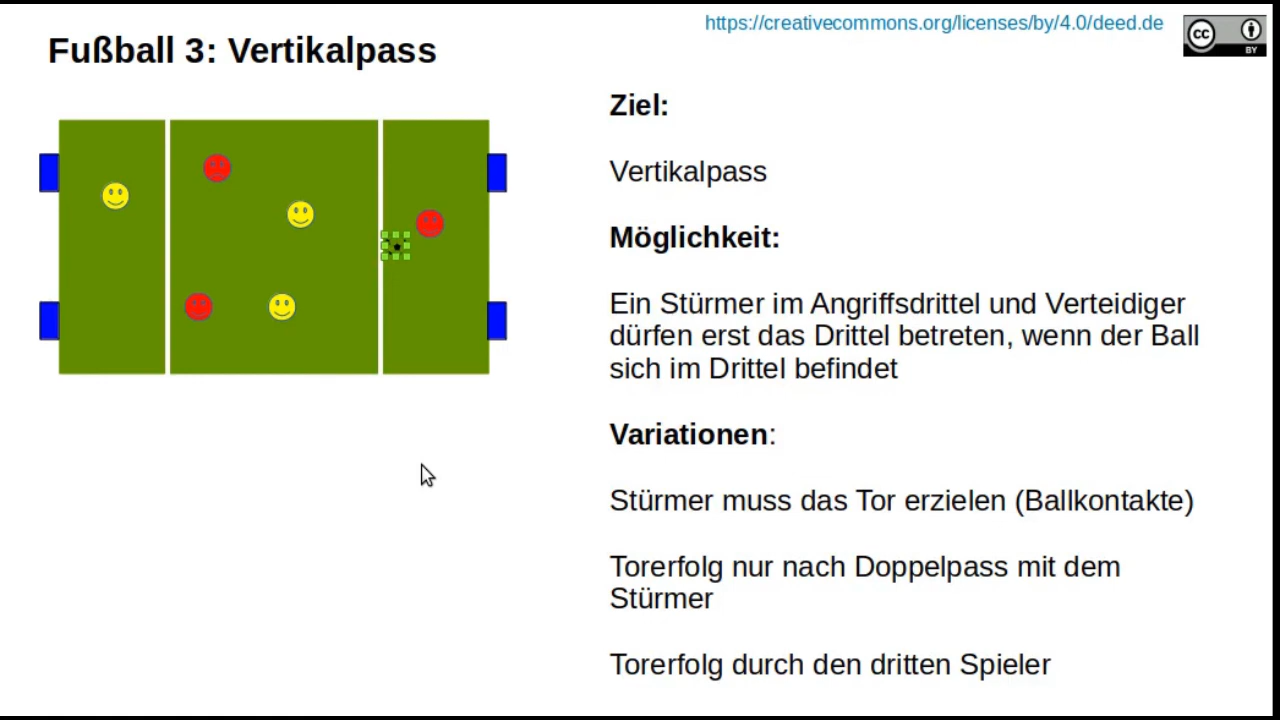 https://creativecommons.org/licenses/by/4.0/deed.de
cc
BY
Fußball 3: Vertikalpass
Ziel:
Vertikalpass
Möglichkeit:
Ein Stürmer im Angriffsdrittel und Verteidiger
dürfen erst das Drittel betreten, wenn der Ball
sich im Drittel befindet
Variationen:
Stürmer muss das Tor erzielen (Ballkontakte)
Torerfolg nur nach Doppelpass mit dem
Stürmer
Torerfolg durch den dritten Spieler